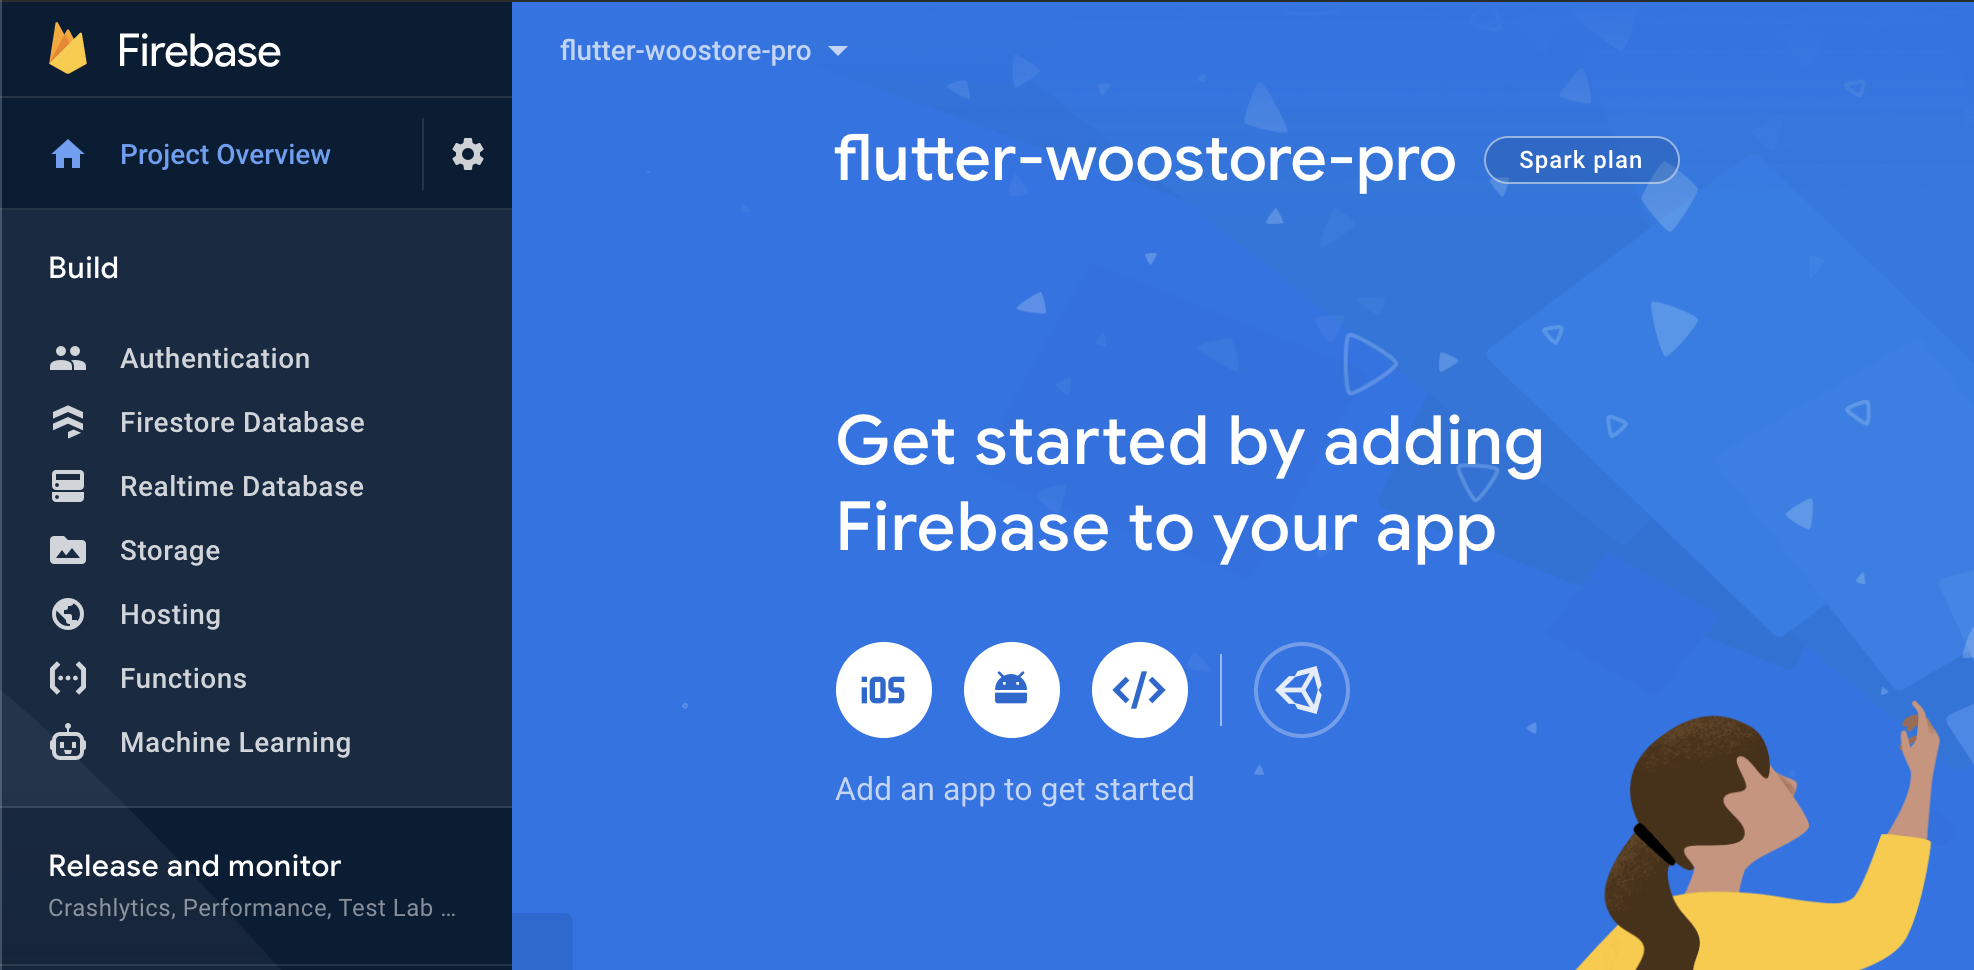 Firebase
Project Overview
Build
Authentication
Firestore Database
Realtime Database
Storage
Hosting
Functions
Machine Learning
Release and monitor
Crashlytics, Performance, Test Lab ...
flutter-woostore-pro
flutter-woostore-pro
Spark plan
Get started by adding
Firebase to your app
iOS
</>
Add an app to get started